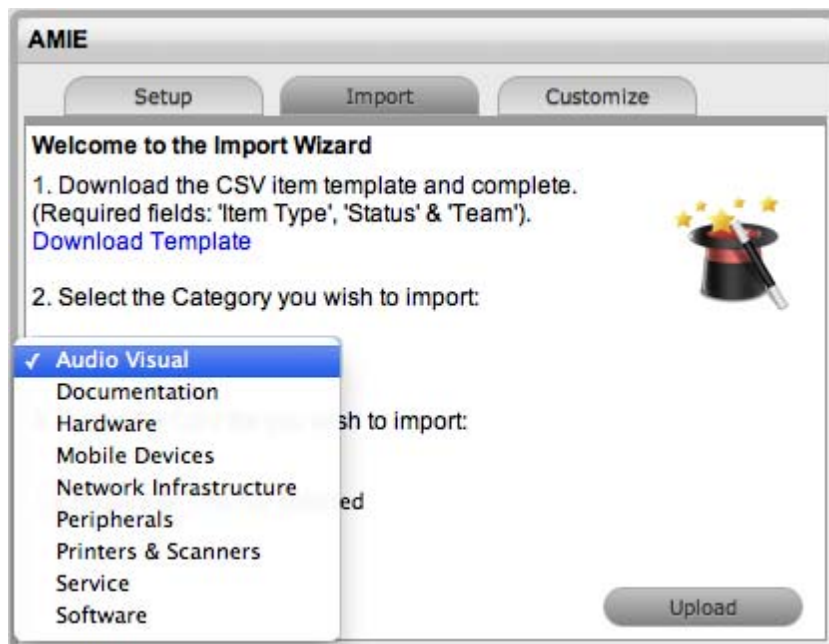 AMIE
Setup Import Customize
Welcome to the Import Wizard
1. Download the CSV item template and complete.
(Required fields: 'Item Type', 'Status' & 'Team').
Download Template
2. Select the Category you wish to import:
✓ Audio Visual
Documentation
Hardware
sh to import:
Mobile Devices
Network Infrastructure
ed
Peripherals
Printers & Scanners
Service
Software
Upload